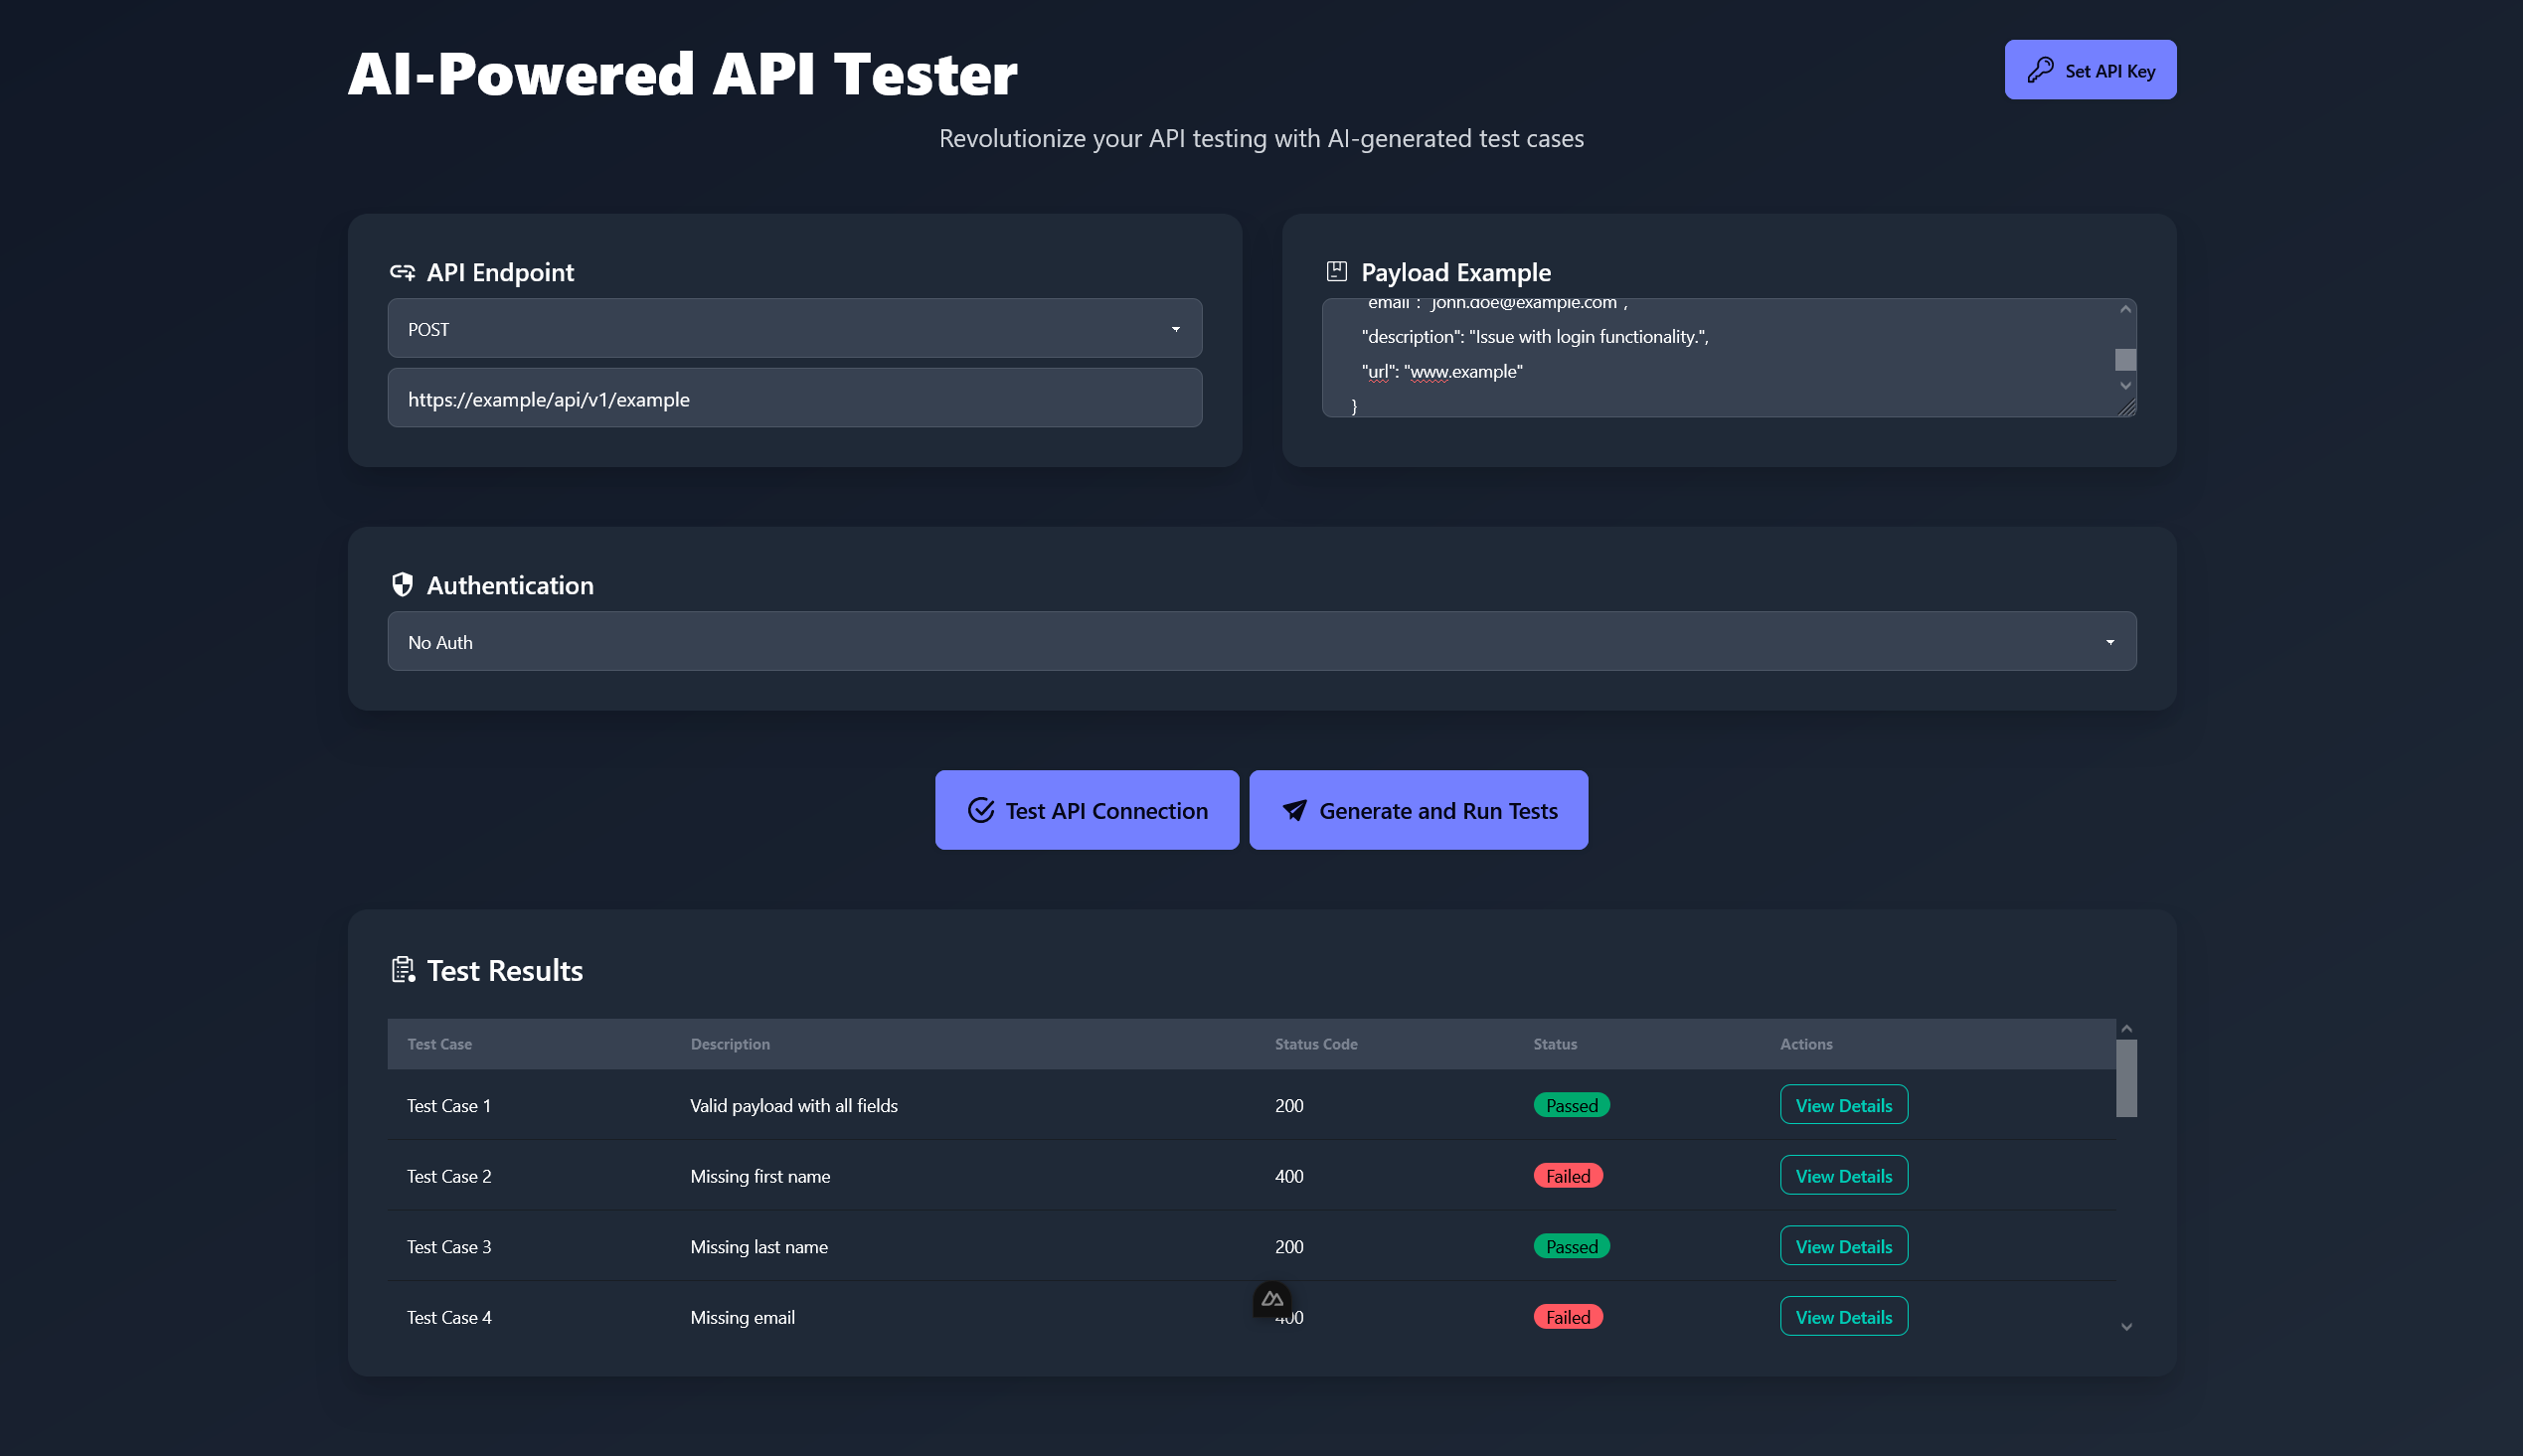 AI-Powered API Tester
Set API Key
Revolutionize your API testing with AI-generated test cases
API Endpoint
POST
https://example/api/v1/example
Payload Example
"email": "john.doe@example.com",
"description": "Issue with login functionality.",
"url": "www.example"
}
Authentication
No Auth
Test API Connection
Generate and Run Tests
Test Results
Test Case Description Status Code Status Actions
Test Case 1 Valid payload with all fields 200 Passed View Details
Test Case 2 Missing first name 400 Failed View Details
Test Case 3 Missing last name 200 Passed View Details
Test Case 4 Missing email 400 Failed View Details